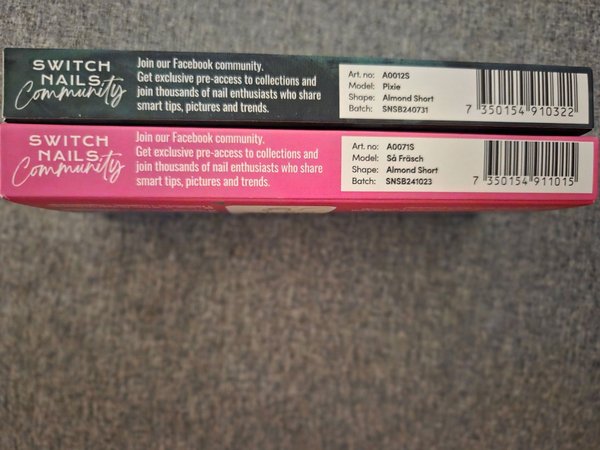 SWITCH
NAILS
Community
Join our Facebook community.
Get exclusive pre-access to collections and
join thousands of nail enthusiasts who share
smart tips, pictures and trends.
Art. no: A0012S
Model: Pixie
Shape: Almond Short
Batch: SNSB240731
7 350154 910322
SWITCH
NAILS
Community
Join our Facebook community.
Get exclusive pre-access to collections and
join thousands of nail enthusiasts who share
smart tips, pictures and trends.
Art. no: A0071S
Model: Så Fräsch
Shape: Almond Short
Batch: SNSB241023
7 350154 911015